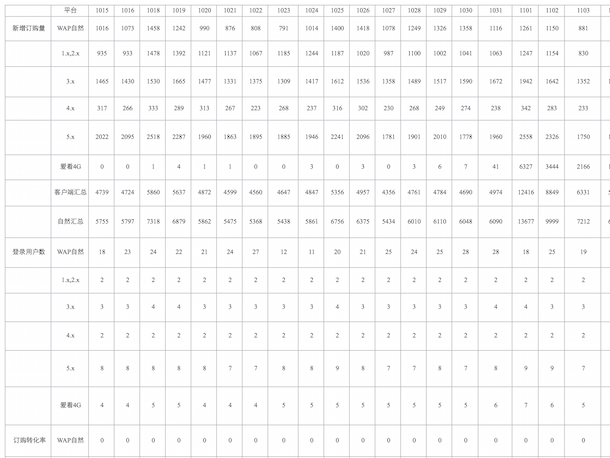 平台 1015 1016 1018 1019 1020 1021 1022 1023 1024 1025 1026 1027 1028 1029 1030 1031 1101 1102 1103
新增订购量 WAP自然 1016 1073 1458 1242 990 876 808 791 1014 1400 1418 1078 1249 1326 1358 1116 1261 1150 881
1.x,2.x 935 933 1478 1392 1121 1137 1067 1185 1244 1187 1020 987 1100 1002 1041 1063 1247 1154 830
3.x 1465 1430 1530 1665 1477 1331 1375 1309 1417 1612 1536 1358 1489 1517 1590 1672 1942 1642 1352
4.x 317 266 333 289 313 267 223 268 237 316 302 230 268 249 274 238 342 283 233
5.x 2022 2095 2518 2287 1960 1863 1895 1885 1946 2241 2096 1781 1901 2010 1778 1960 2558 2326 1750
爱看4G 0 0 1 4 1 1 0 0 3 0 3 0 3 6 7 41 6327 3444 2166
客户端汇总 4739 4724 5860 5637 4872 4599 4560 4647 4847 5356 4957 4356 4761 4784 4690 4974 12416 8849 6331
自然汇总 5755 5797 7318 6879 5862 5475 5368 5438 5861 6756 6375 5434 6010 6110 6048 6090 13677 9999 7212
登录用户数 WAP自然 18 23 24 22 21 24 27 12 11 20 21 25 24 25 28 28 18 25 19
1.x,2.x 2 2 2 2 2 2 2 2 2 2 2 2 2 2 2 2 2 2 2
3.x 3 3 4 4 3 3 3 3 3 4 3 3 3 3 3 4 4 3 3
4.x 2 2 2 2 2 2 2 2 2 2 2 2 2 2 2 2 2 2 2
5.x 8 8 8 8 8 7 7 8 8 9 8 7 7 8 7 8 9 9 7
爱看4G 4 4 5 5 4 4 4 5 5 5 5 5 5 5 5 6 7 6 5
订购转化率 WAP自然 0 0 0 0 0 0 0 0 0 0 0 0 0 0 0 0 0 0 0